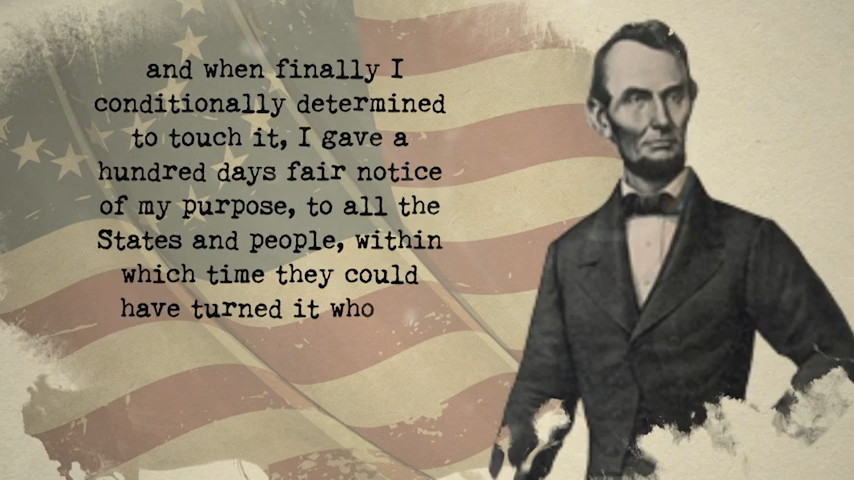 and when finally I
conditionally determined
to touch it, I gave a
hundred days fair notice
of my purpose, to all the
States and people, within
which time they could
have turned it who